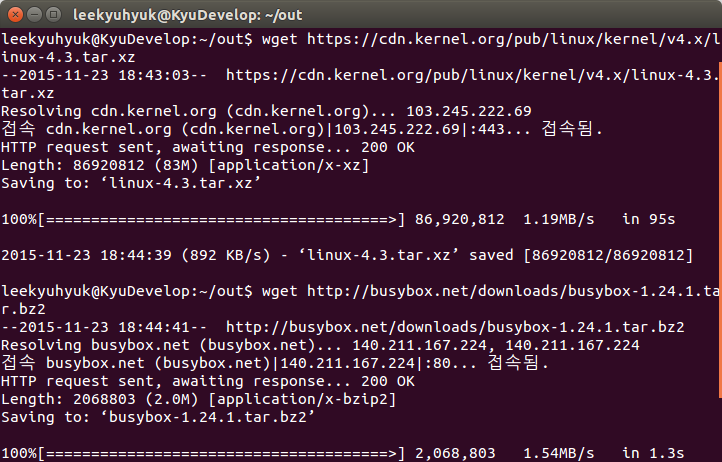 leekyuhyuk@KyuDevelop: ~/out
leekyuhyuk@KyuDevelop:~/out$ wget https://cdn.kernel.org/pub/linux/kernel/v4.x/l
inux-4.3.tar.xz
--2015-11-23 18:43:03--  https://cdn.kernel.org/pub/linux/kernel/v4.x/linux-4.3.
tar.xz
Resolving cdn.kernel.org (cdn.kernel.org)... 103.245.222.69
접속 cdn.kernel.org (cdn.kernel.org)|103.245.222.69|:443... 접속됨.
HTTP request sent, awaiting response... 200 OK
Length: 86920812 (83M) [application/x-xz]
Saving to: ‘linux-4.3.tar.xz’
100%[======================================>] 86,920,812  1.19MB/s   in 95s
2015-11-23 18:44:39 (892 KB/s) - ‘linux-4.3.tar.xz’ saved [86920812/86920812]
leekyuhyuk@KyuDevelop:~/out$ wget http://busybox.net/downloads/busybox-1.24.1.ta
r.bz2
--2015-11-23 18:44:41--  http://busybox.net/downloads/busybox-1.24.1.tar.bz2
Resolving busybox.net (busybox.net)... 140.211.167.224, 140.211.167.224
접속 busybox.net (busybox.net)|140.211.167.224|:80... 접속됨.
HTTP request sent, awaiting response... 200 OK
Length: 2068803 (2.0M) [application/x-bzip2]
Saving to: ‘busybox-1.24.1.tar.bz2’
100%[======================================>] 2,068,803   1.54MB/s   in 1.3s